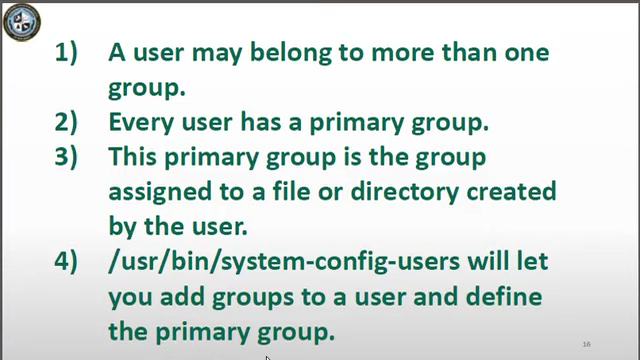 1) A user may belong to more than one
group.
2) Every user has a primary group.
3) This primary group is the group
assigned to a file or directory created
by the user.
4) /usr/bin/system-config-users will let
you add groups to a user and define
the primary group.
16